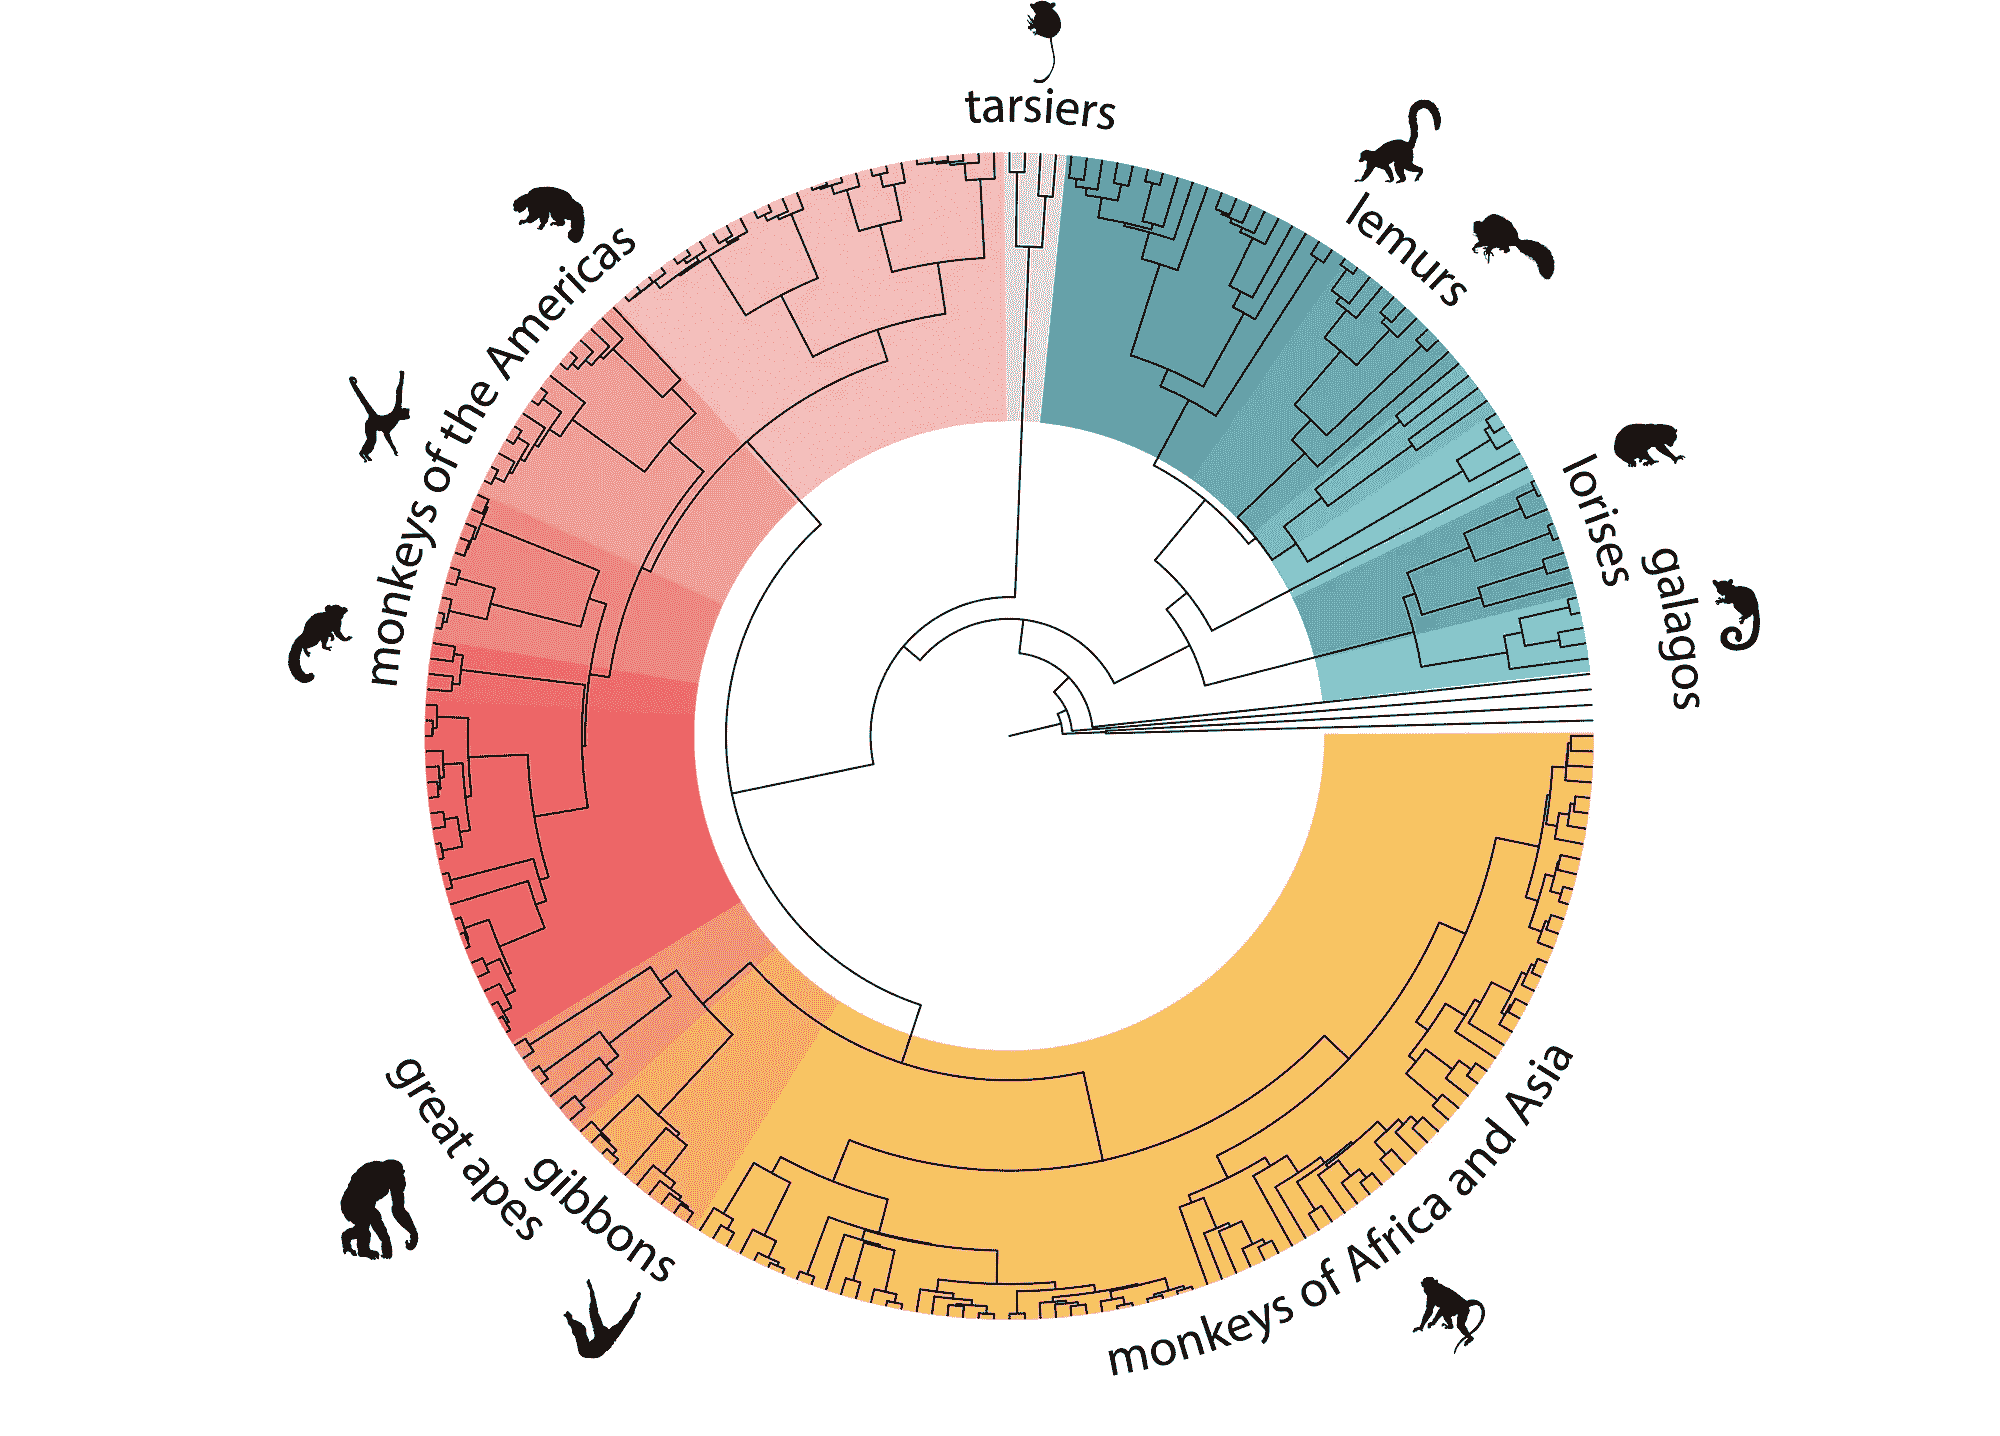 tarsiers
lemurs
lorises
galagos
monkeys of Africa and Asia
gibbons
great apes
monkeys of the Americas